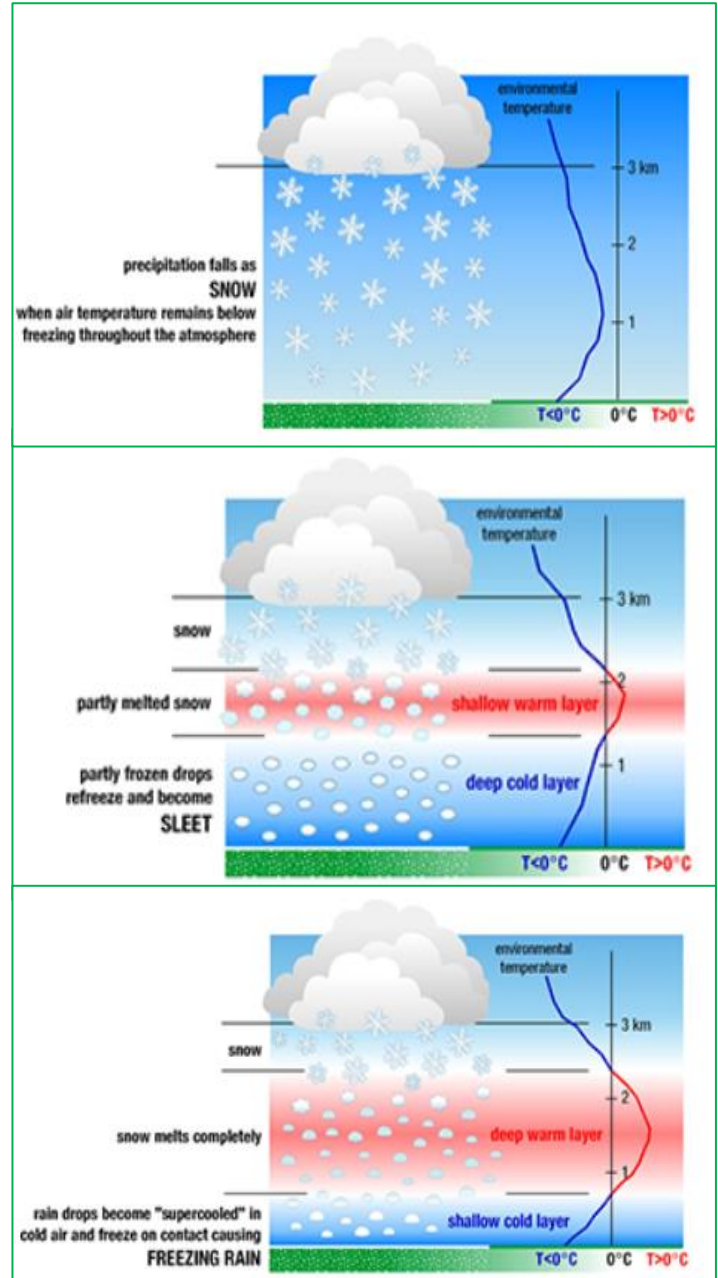 environmental
temperature
3 km
2
precipitation falls as
SNOW
when air temperature remains below
freezing throughout the atmosphere
1
T<0°C 0°C T>0°C
environmental
temperature
3 km
snow
2
partly melted snow
shallow warm layer
1
partly frozen drops
refreeze and become
SLEET
deep cold layer
T<0°C 0°C T>0°C
environmental
temperature
3 km
snow
2
snow melts completely
deep warm layer
1
rain drops become "supercooled" in
cold air and freeze on contact causing
FREEZING RAIN
shallow cold layer
T<0°C 0°C T>0°C